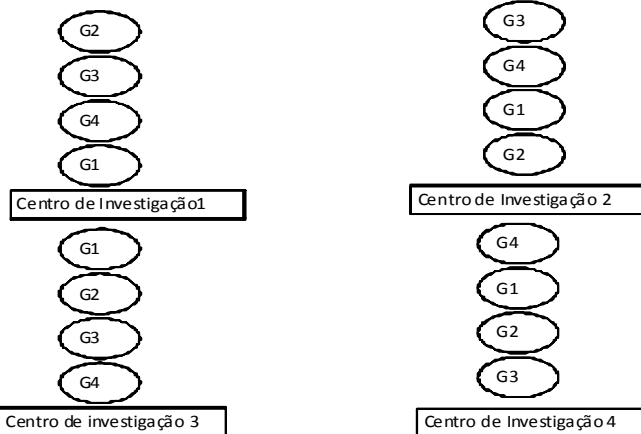 G2
G3
G4
G1
Centro de Investigação1
G3
G4
G1
G2
Centro de Investigação 2
G1
G2
G3
G4
Centro de investigação 3
G4
G1
G2
G3
Centro de Investigação 4